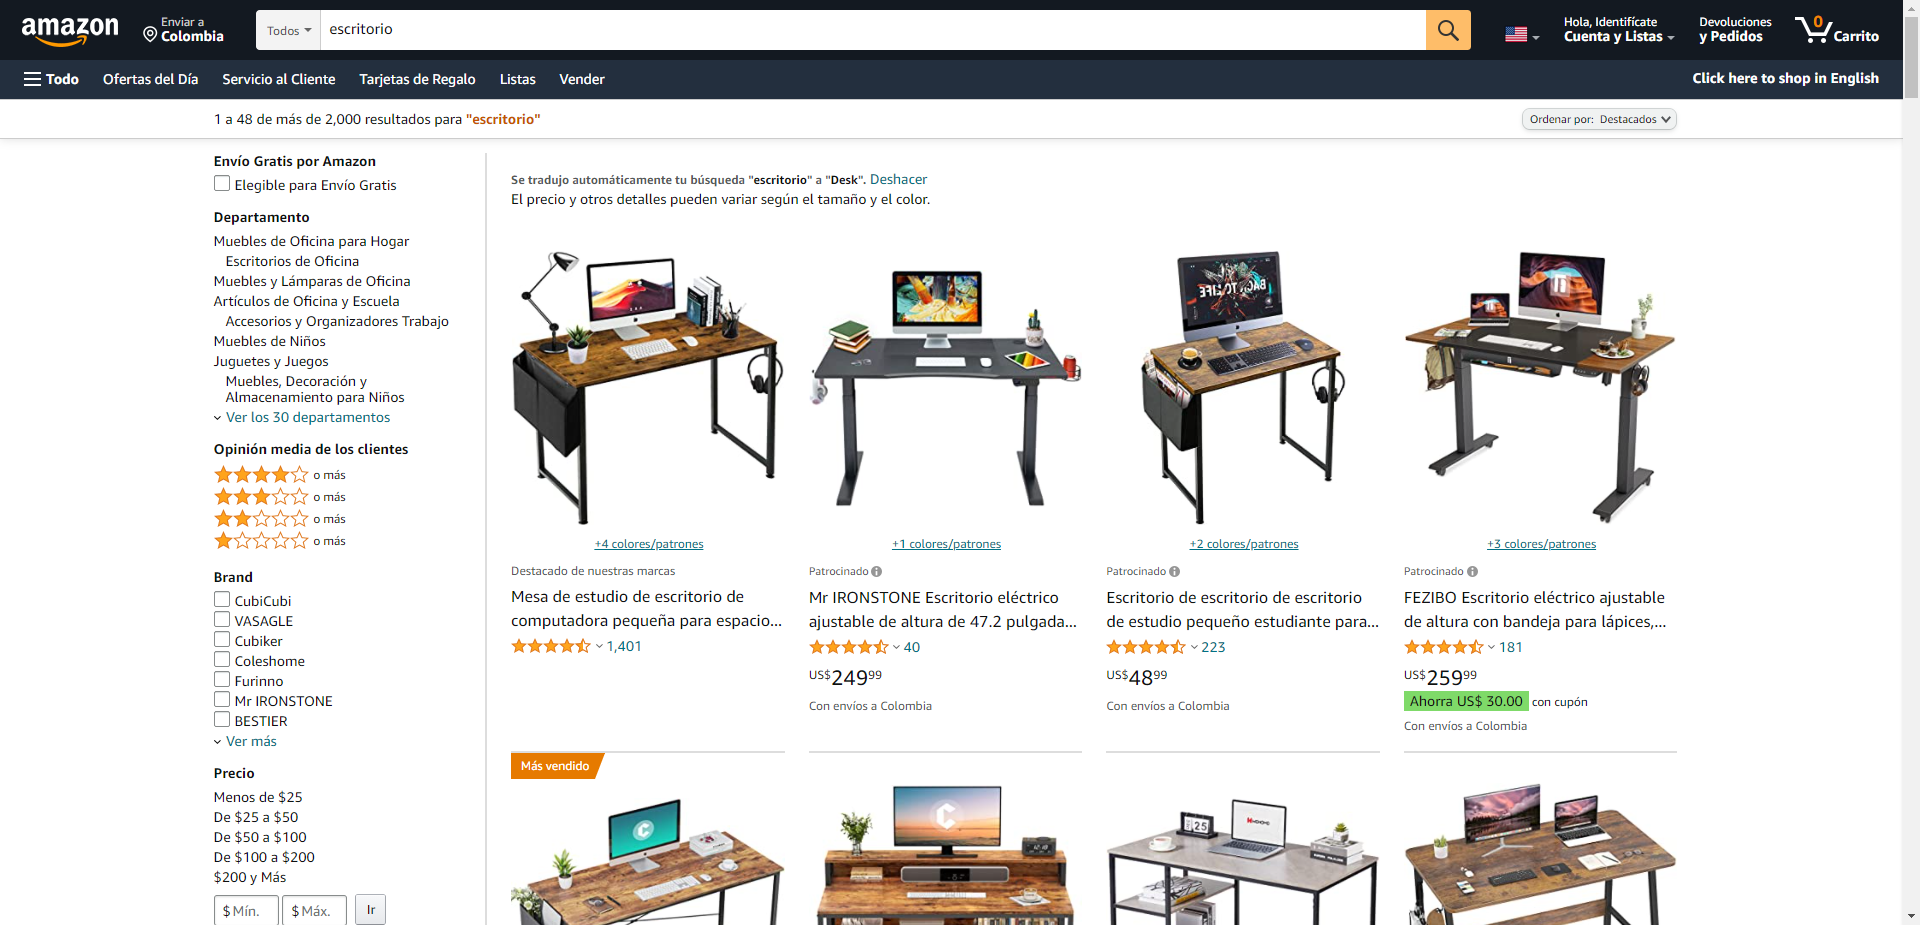 amazon
Enviar a
Colombia
Todos
escritorio
Hola, Identifícate
Cuenta y Listas
Devoluciones
y Pedidos
0
Carrito
Todo
Ofertas del Día
Servicio al Cliente
Tarjetas de Regalo
Listas
Vender
Click here to shop in English
1 a 48 de más de 2,000 resultados para "escritorio"
Ordenar por: Destacados
Envío Gratis por Amazon
Elegible para Envío Gratis
Departamento
Muebles de Oficina para Hogar
Escritorios de Oficina
Muebles y Lámparas de Oficina
Artículos de Oficina y Escuela
Accesorios y Organizadores Trabajo
Muebles de Niños
Juguetes y Juegos
Muebles, Decoración y
Almacenamiento para Niños
Ver los 30 departamentos
Opinión media de los clientes
o más
o más
o más
o más
Brand
CubiCubi
VASAGLE
Cubiker
Coleshome
Furinno
Mr IRONSTONE
BESTIER
Ver más
Precio
Menos de $25
De $25 a $50
De $50 a $100
De $100 a $200
$200 y Más
$ Mín.
$ Máx.
Ir
Se tradujo automáticamente tu búsqueda "escritorio" a "Desk". Deshacer
El precio y otros detalles pueden variar según el tamaño y el color.
+4 colores/patrones
Destacado de nuestras marcas
Mesa de estudio de escritorio de
computadora pequeña para espacio...
1,401
+1 colores/patrones
Patrocinado
Mr IRONSTONE Escritorio eléctrico
ajustable de altura de 47.2 pulgada...
40
US$249 99
Con envíos a Colombia
BACK TO LIFE
+2 colores/patrones
Patrocinado
Escritorio de escritorio de escritorio
de estudio pequeño estudiante para...
223
US$48 99
Con envíos a Colombia
+3 colores/patrones
Patrocinado
FEZIBO Escritorio eléctrico ajustable
de altura con bandeja para lápices,...
181
US$259 99
Ahorra US$ 30.00 con cupón
Con envíos a Colombia
Más vendido
25